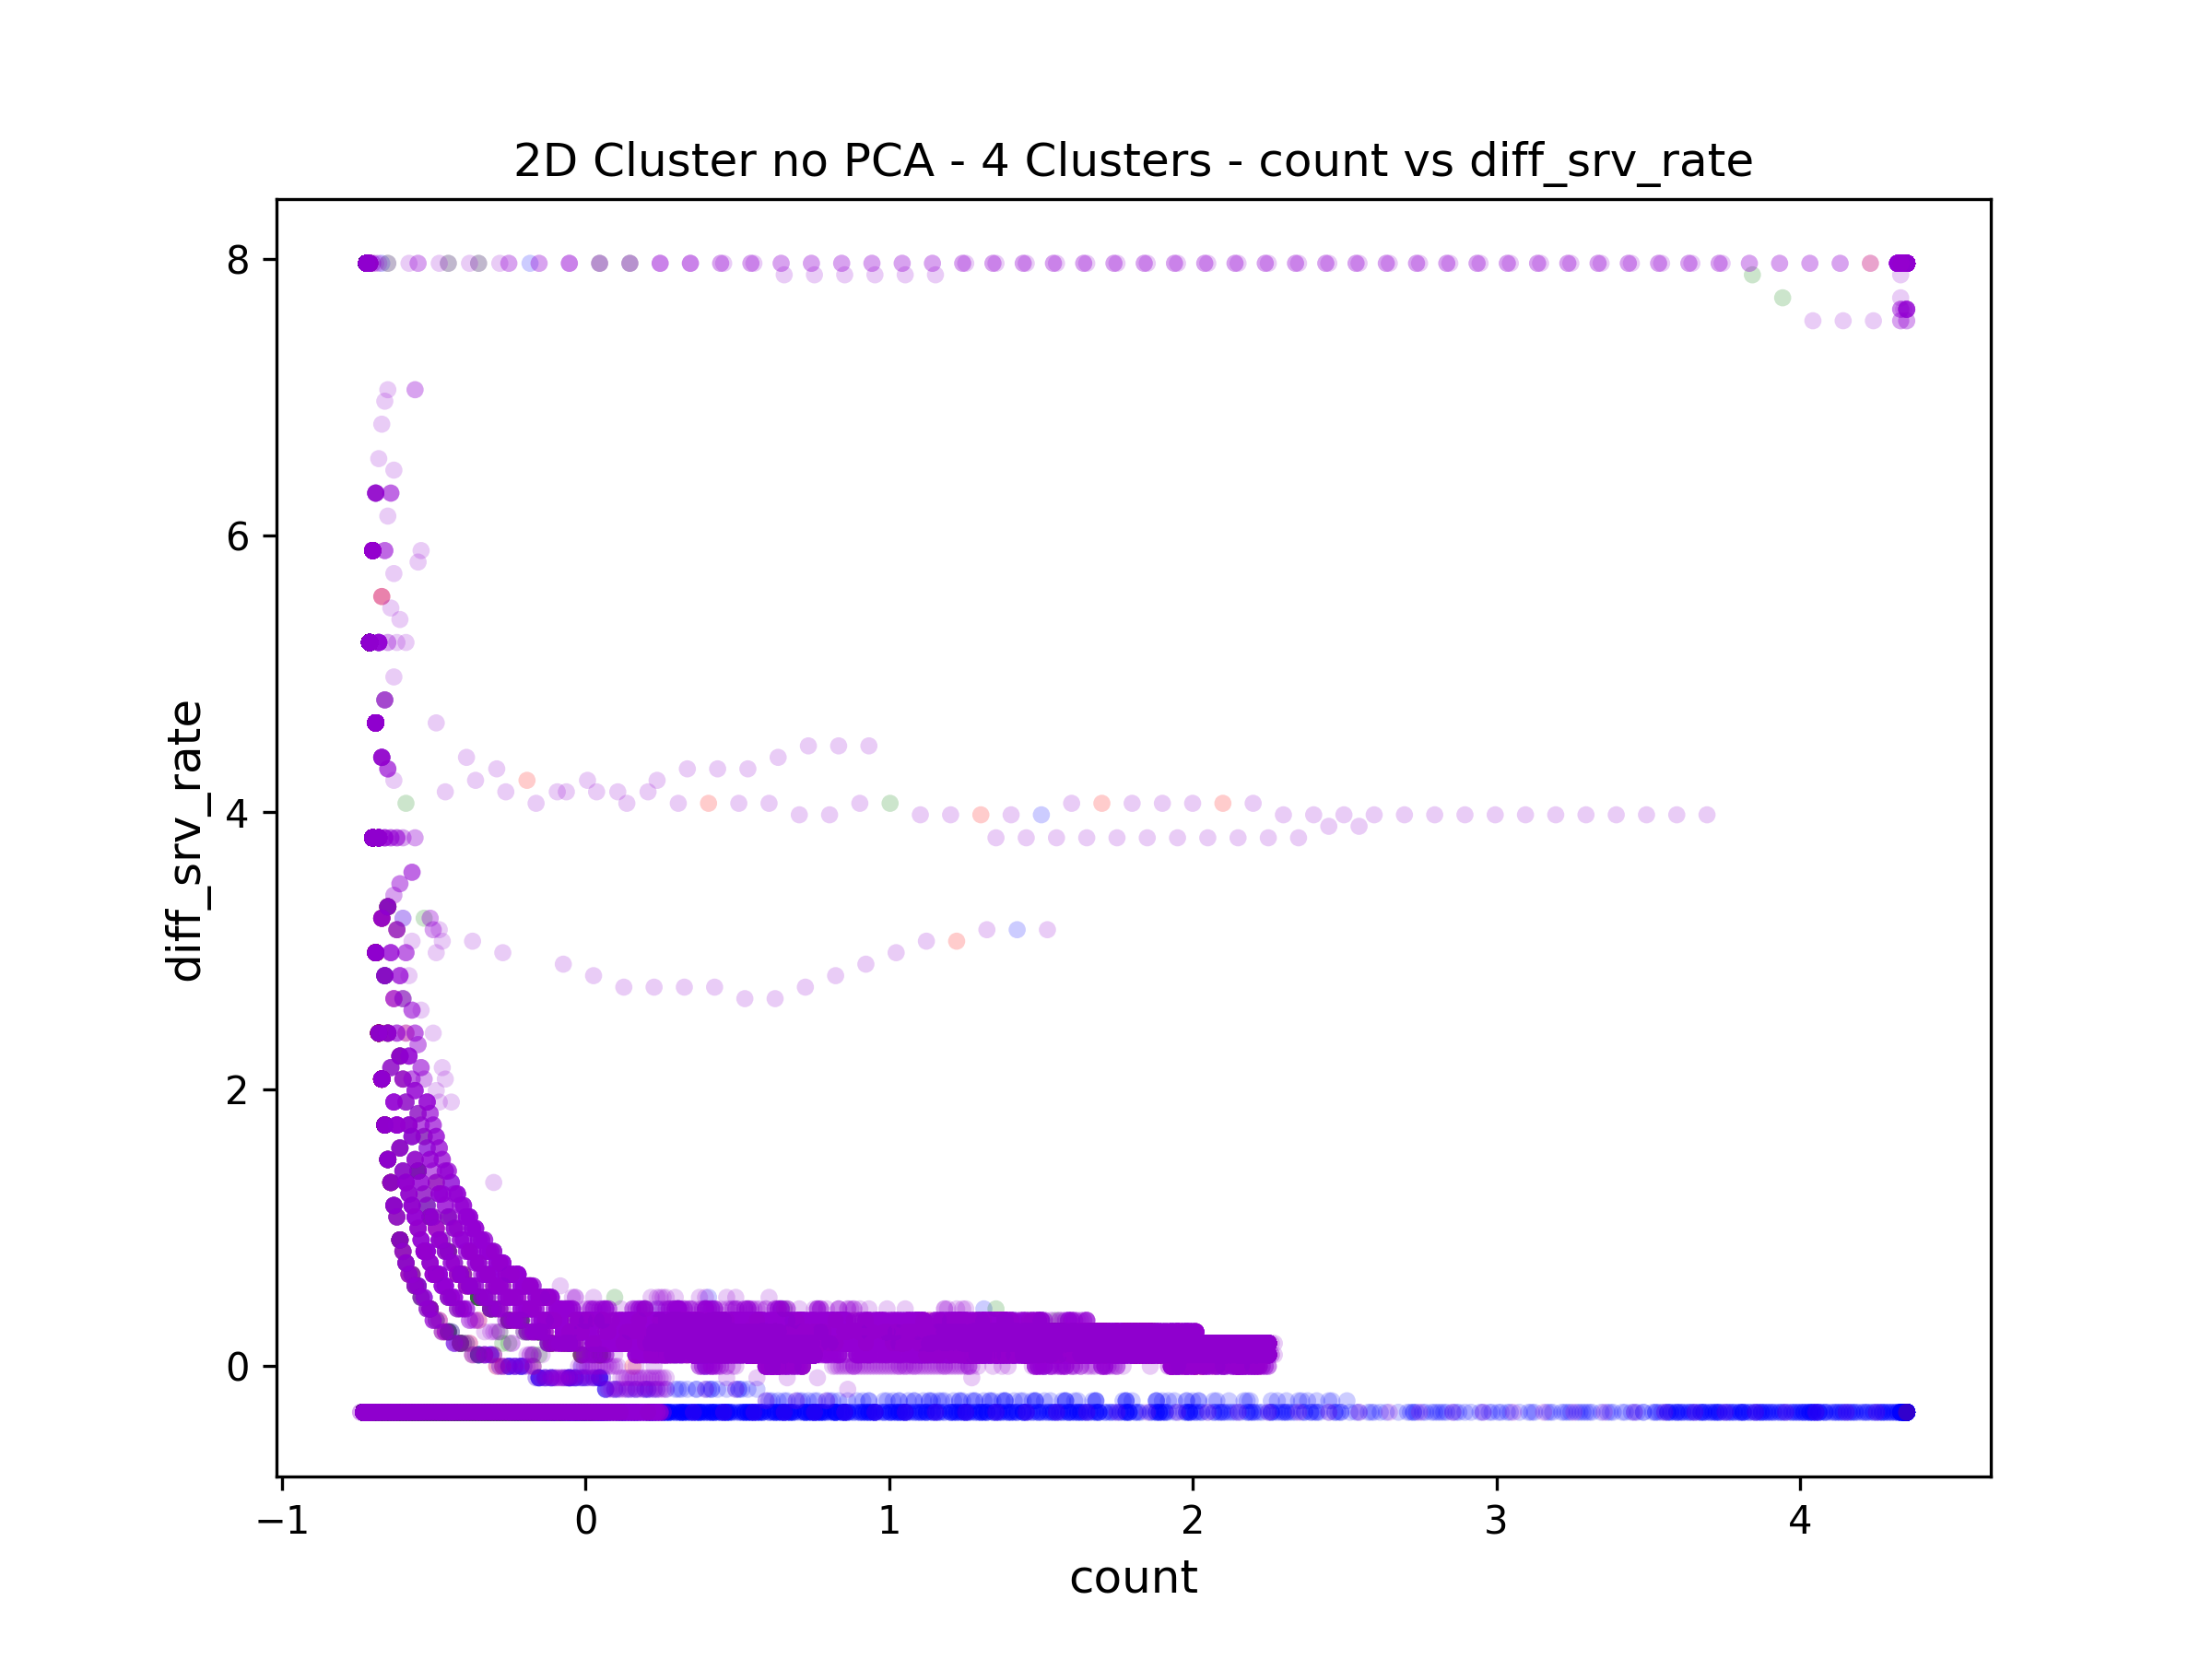 2D Cluster no PCA - 4 Clusters - count vs diff_srv_rate
8
6
4
2
0
diff_srv_rate
−1 0 1 2 3 4
count